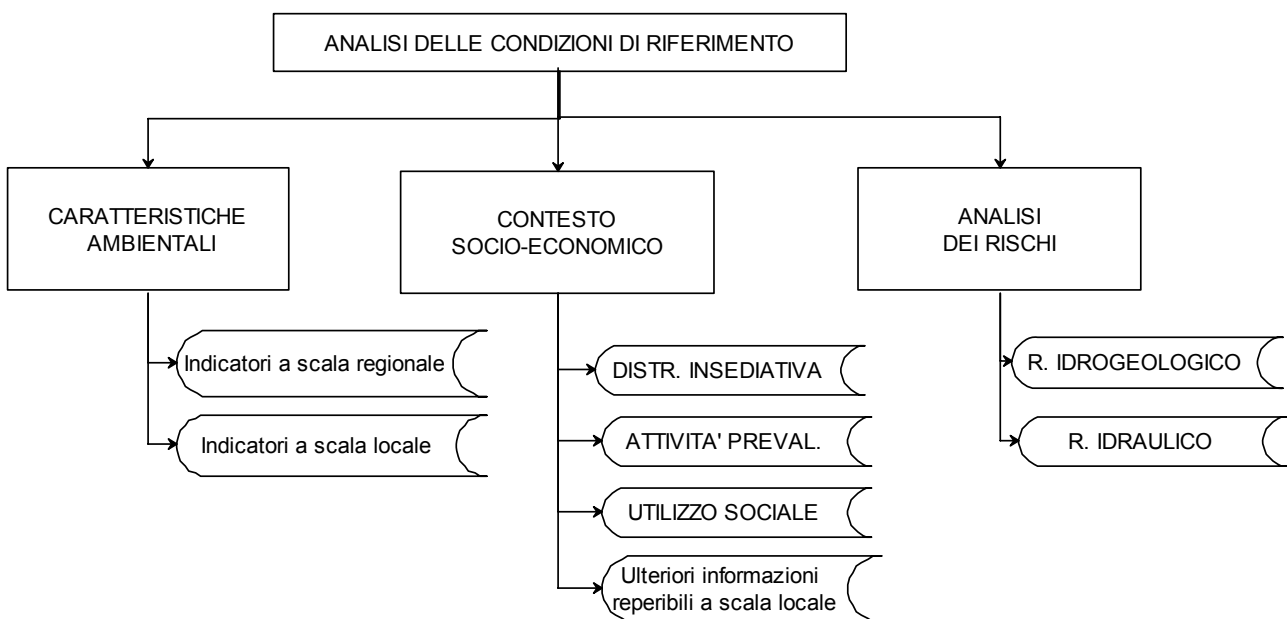 ANALISI DELLE CONDIZIONI DI RIFERIMENTO
CARATTERISTICHE
AMBIENTALI
CONTESTO
SOCIO-ECONOMICO
ANALISI
DEI RISCHI
Indicatori a scala regionale
Indicatori a scala locale
DISTR. INSEDIATIVA
ATTIVITA' PREVAL.
UTILIZZO SOCIALE
Ulteriori informazioni
reperibili a scala locale
R. IDROGEOLOGICO
R. IDRAULICO